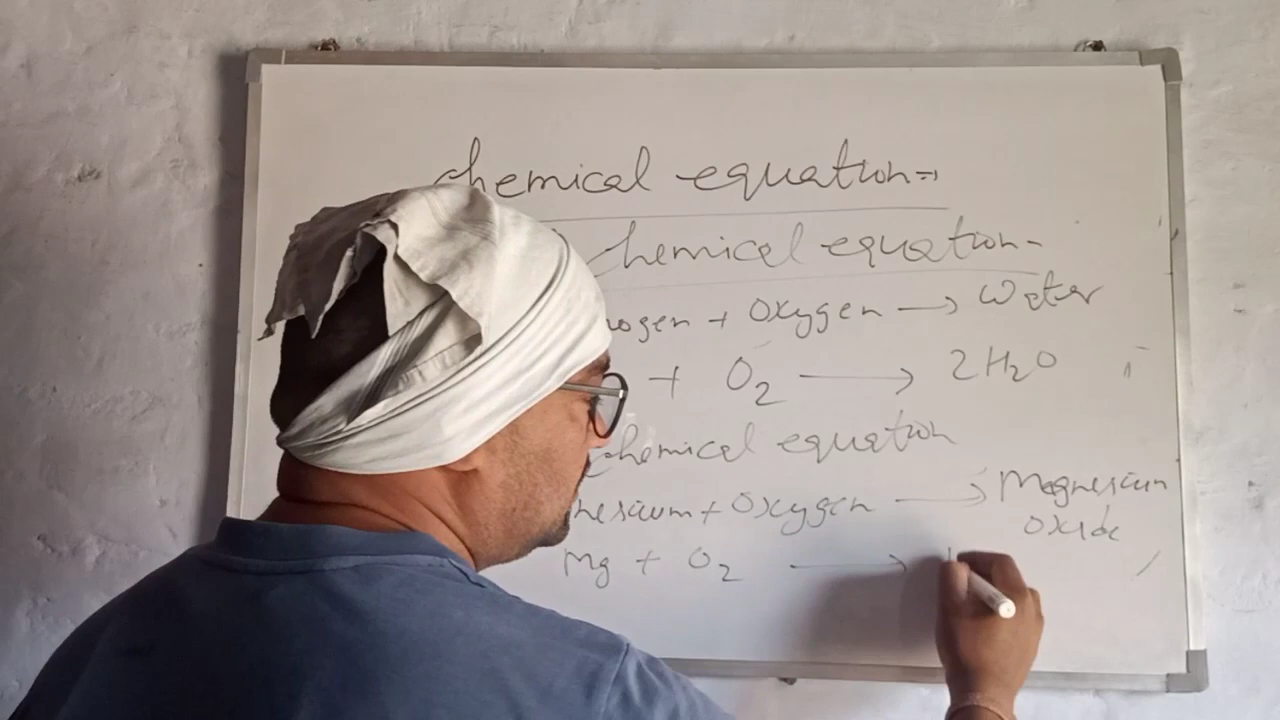 chemical equation →
chemical equation -
ogen + Oxygen → Water
+ O2 → 2H2O
chemical equation
nesium + Oxygen → Magnesium
oxide
Mg + O2 →